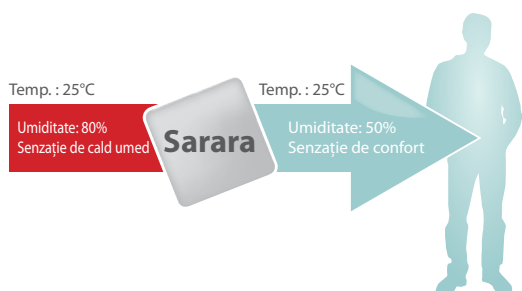 Temp. : 25°C
Umiditate: 80%
Senzație de cald umed
Sarara
Temp. : 25°C
Umiditate: 50%
Senzație de confort